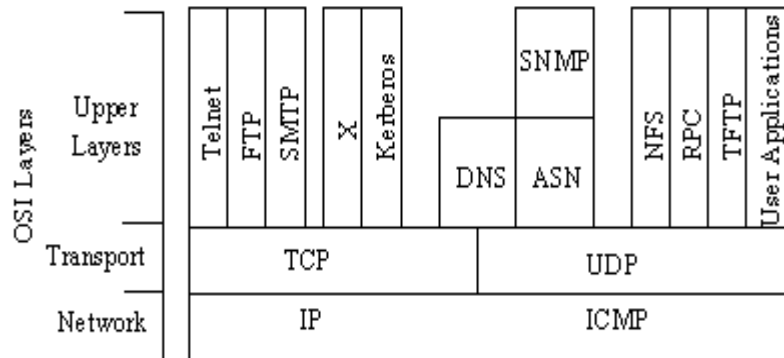 OSI Layers
Upper
Layers
Telnet
FTP
SMTP
X
Kerberos
SNMP
DNS
ASN
NFS
RPC
TFTP
User Applications
Transport
TCP
UDP
Network
IP
ICMP